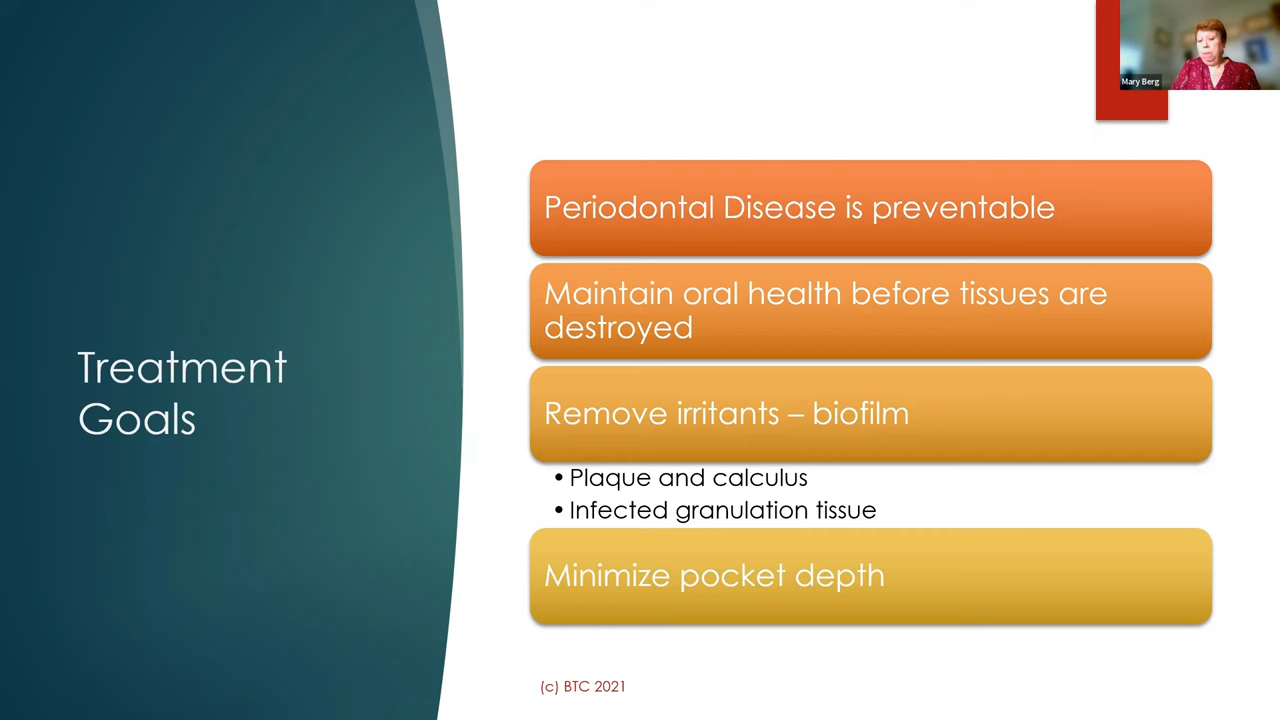 Mary Berg
Periodontal Disease is preventable
Maintain oral health before tissues are
destroyed
Treatment
Goals
Remove irritants – biofilm
• Plaque and calculus
• Infected granulation tissue
Minimize pocket depth
(c) BTC 2021